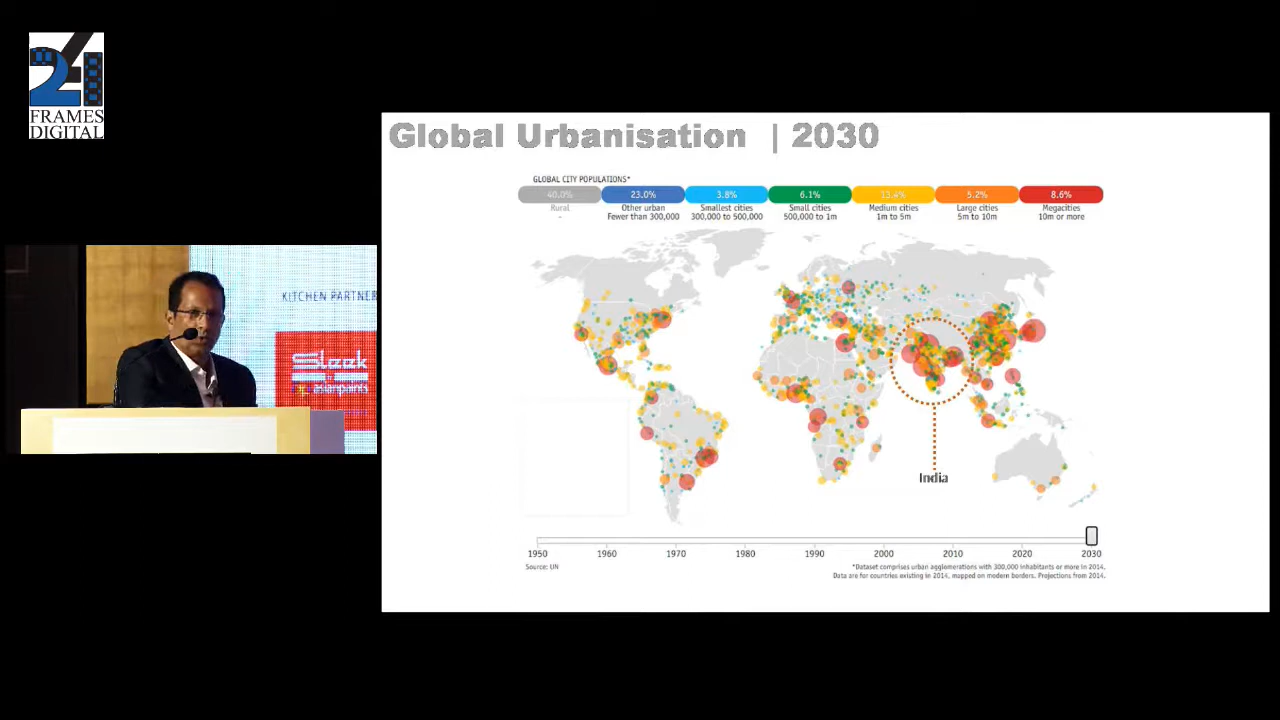 24
FRAMES
DIGITAL
Global Urbanisation | 2030
GLOBAL CITY POPULATIONS*
40.0% 23.0% 3.8% 6.1% 13.4% 5.2% 8.6%
Rural Other urban Smallest cities Small cities Medium cities Large cities Megacities
- Fewer than 300,000 300,000 to 500,000 500,000 to 1m 1m to 5m 5m to 10m 10m or more
KITCHEN PARTNER
Sleek
by asianpaints
India
1950 1960 1970 1980 1990 2000 2010 2020 2030
Source: UN
*Dataset comprises urban agglomerations with 300,000 inhabitants or more in 2014.
Data are for countries existing in 2014, mapped on modern borders. Projections from 2014.